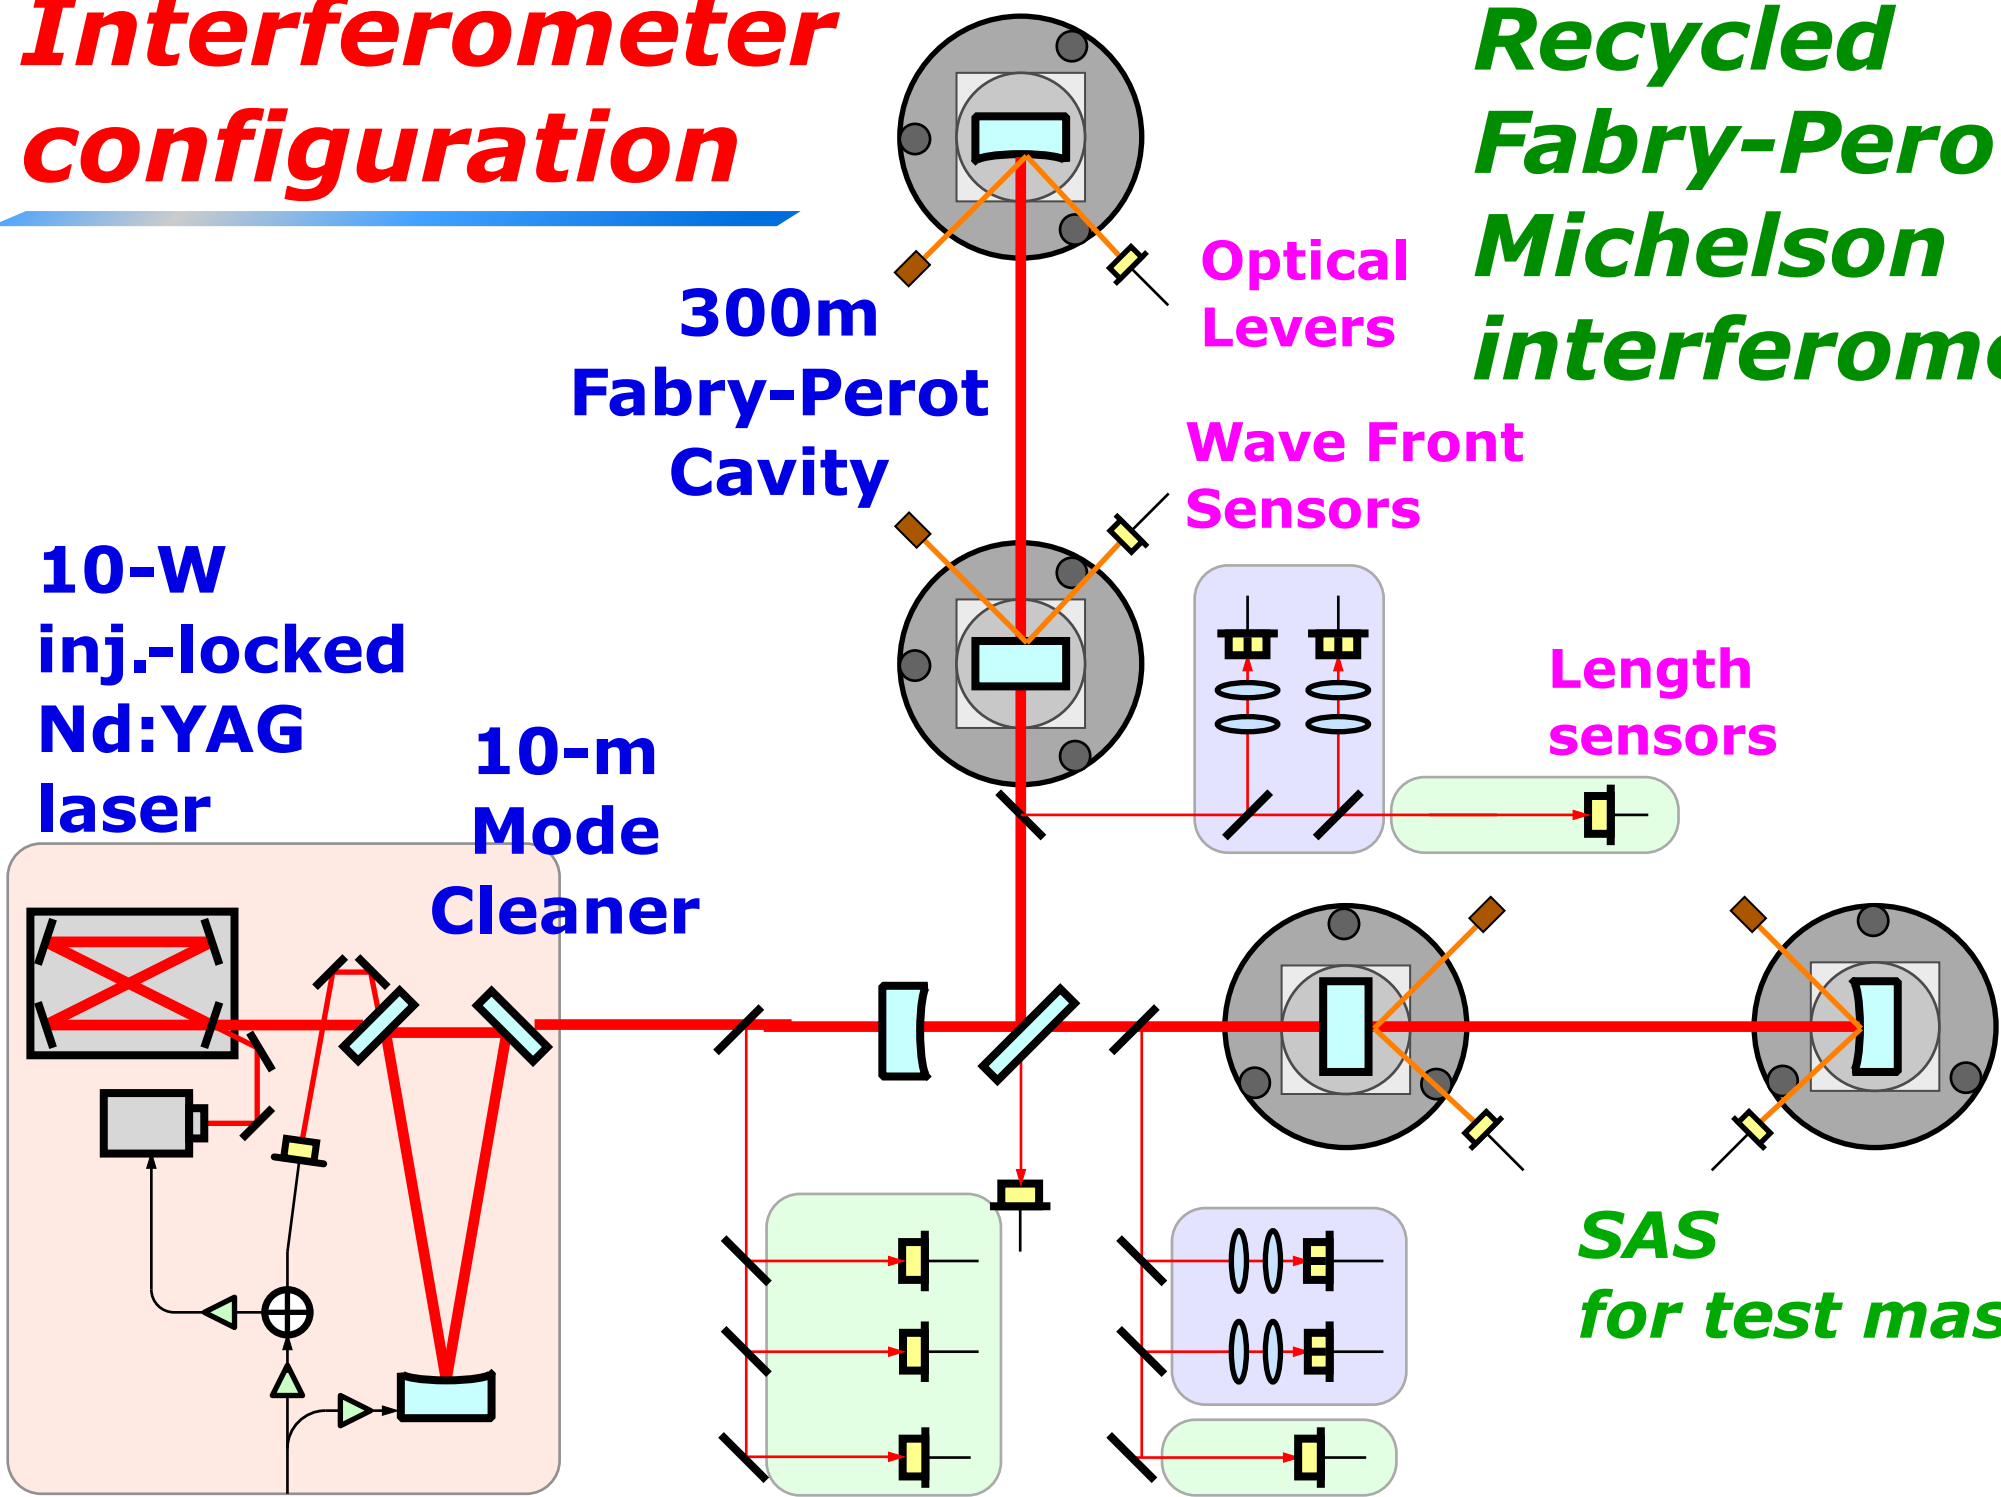 Interferometer
configuration
Recycled
Fabry-Pero
Michelson
interferom
Optical
Levers
300m
Fabry-Perot
Cavity
Wave Front
Sensors
10-W
inj.-locked
Nd:YAG
laser
10-m
Mode
Cleaner
Length
sensors
SAS
for test mas